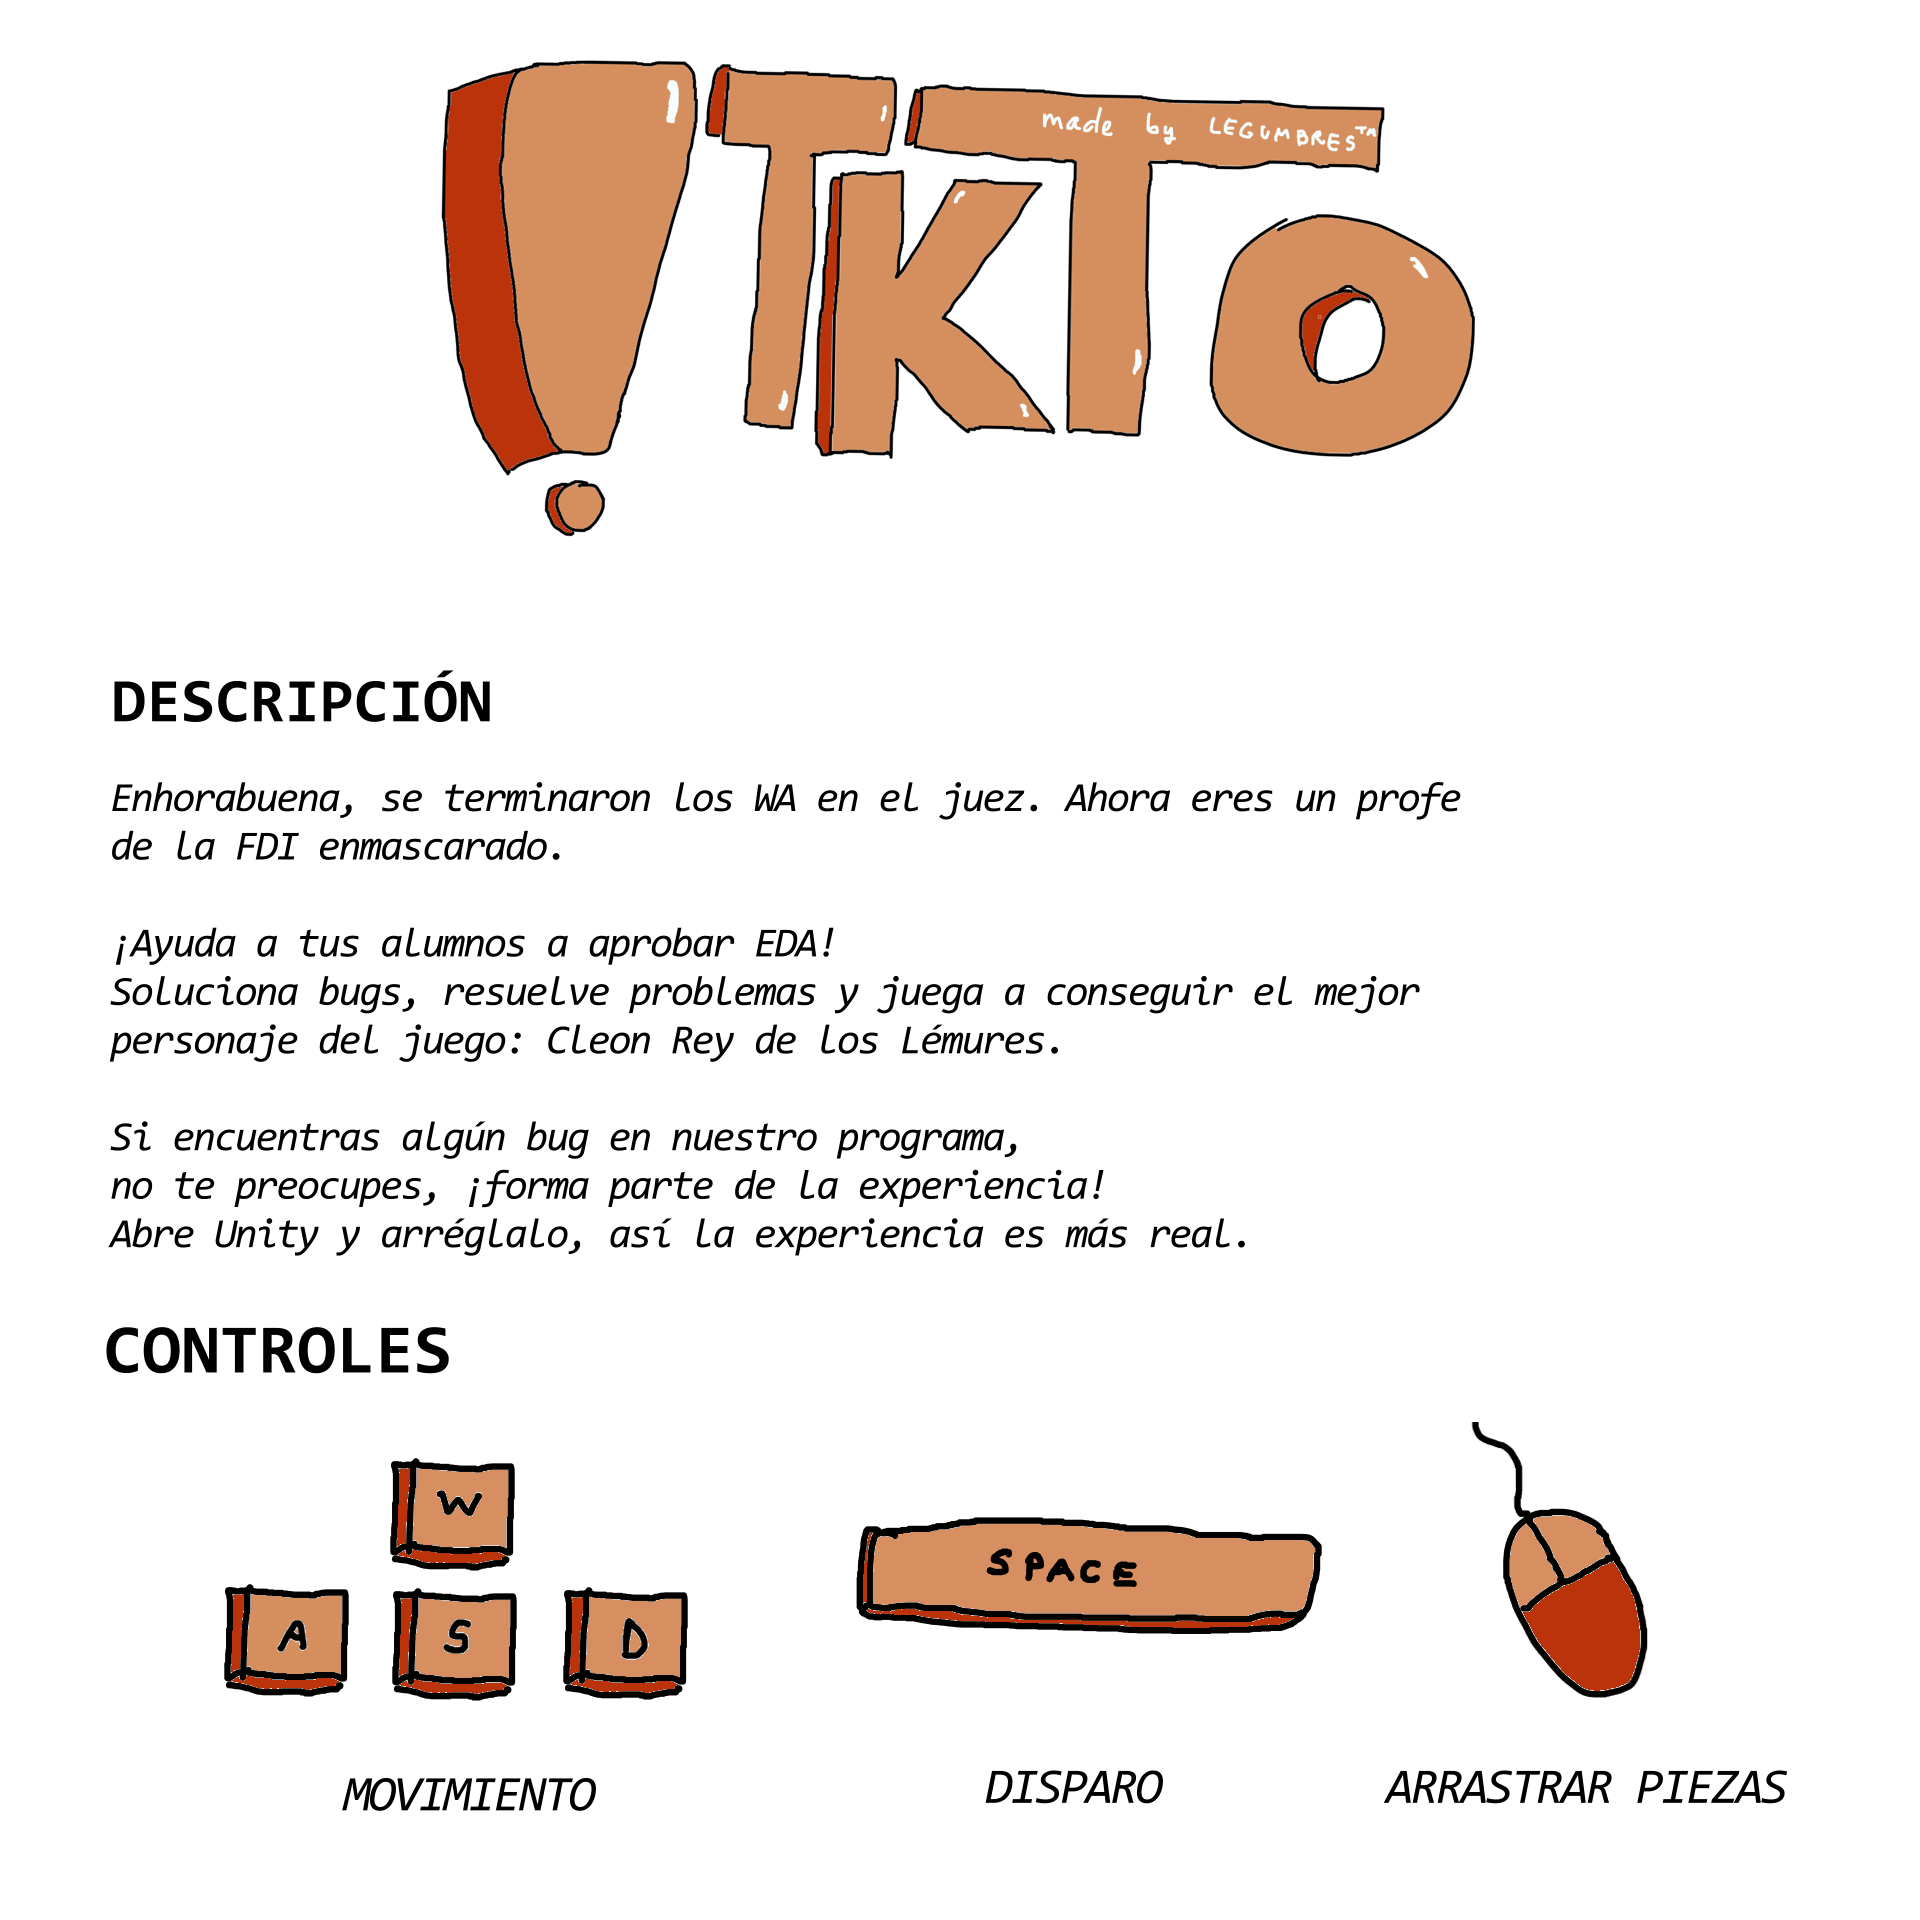 !TKTo
made by LEGUMBRES™
DESCRIPCIÓN
Enhorabuena, se terminaron los WA en el juez. Ahora eres un profe
de la FDI enmascarado.
¡Ayuda a tus alumnos a aprobar EDA!
Soluciona bugs, resuelve problemas y juega a conseguir el mejor
personaje del juego: Cleon Rey de los Lémures.
Si encuentras algún bug en nuestro programa,
no te preocupes, ¡forma parte de la experiencia!
Abre Unity y arréglalo, así la experiencia es más real.
CONTROLES
W
A S D
SPACE
MOVIMIENTO
DISPARO
ARRASTRAR PIEZAS